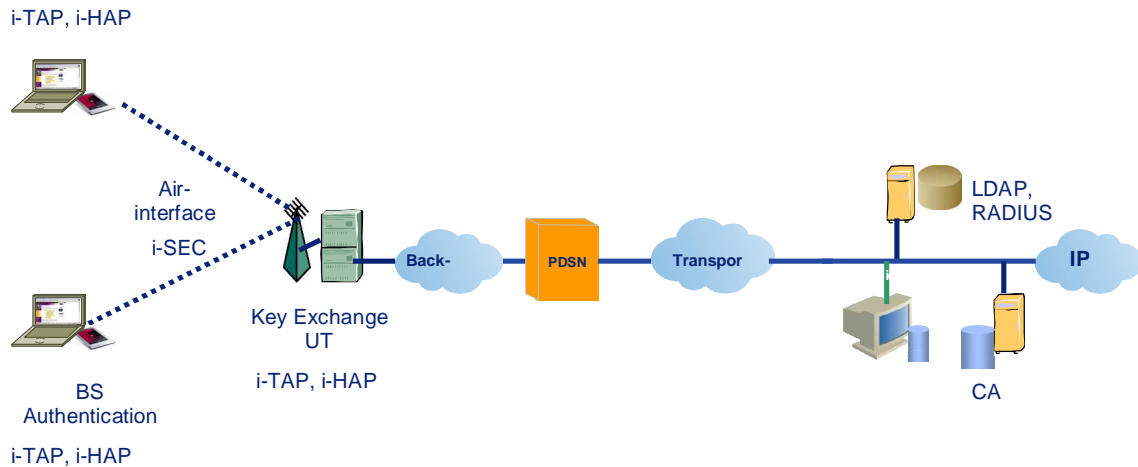 i-TAP, i-HAP
Air-
interface
i-SEC
LDAP,
RADIUS
Back-
PDSN
Transpor
IP
Key Exchange
UT
i-TAP, i-HAP
BS
Authentication
i-TAP, i-HAP
CA